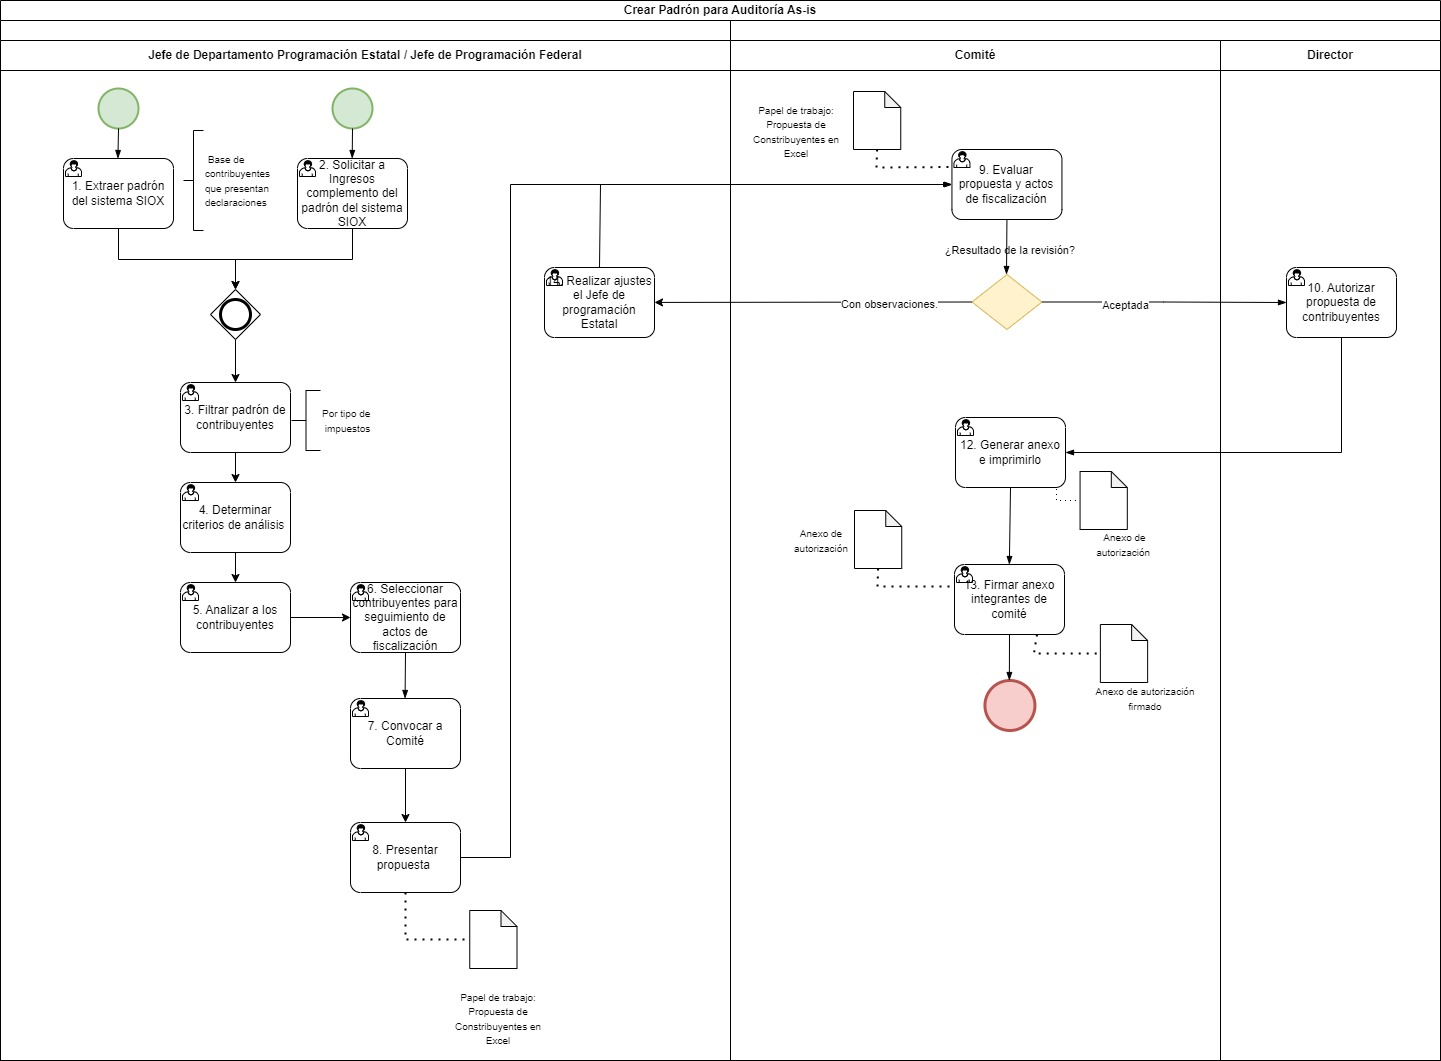 Crear Padrón para Auditoría As-is
Jefe de Departamento Programación Estatal / Jefe de Programación Federal
Comité
Director
1. Extraer padrón
del sistema SIOX
Base de
contribuyentes
que presentan
declaraciones
2. Solicitar a
Ingresos
complemento del
padrón del sistema
SIOX
Papel de trabajo:
Propuesta de
Constribuyentes en
Excel
9. Evaluar
propuesta y actos
de fiscalización
¿Resultado de la revisión?
Realizar ajustes
el Jefe de
programación
Estatal
Con observaciones.
Aceptada
10. Autorizar
propuesta de
contribuyentes
3. Filtrar padrón de
contribuyentes
Por tipo de
impuestos
12. Generar anexo
e imprimirlo
Anexo de
autorización
4. Determinar
criterios de análisis
Anexo de
autorización
5. Analizar a los
contribuyentes
6. Seleccionar
contribuyentes para
seguimiento de
actos de
fiscalización
13. Firmar anexo
integrantes de
comité
Anexo de autorización
firmado
7. Convocar a
Comité
8. Presentar
propuesta
Papel de trabajo:
Propuesta de
Constribuyentes en
Excel